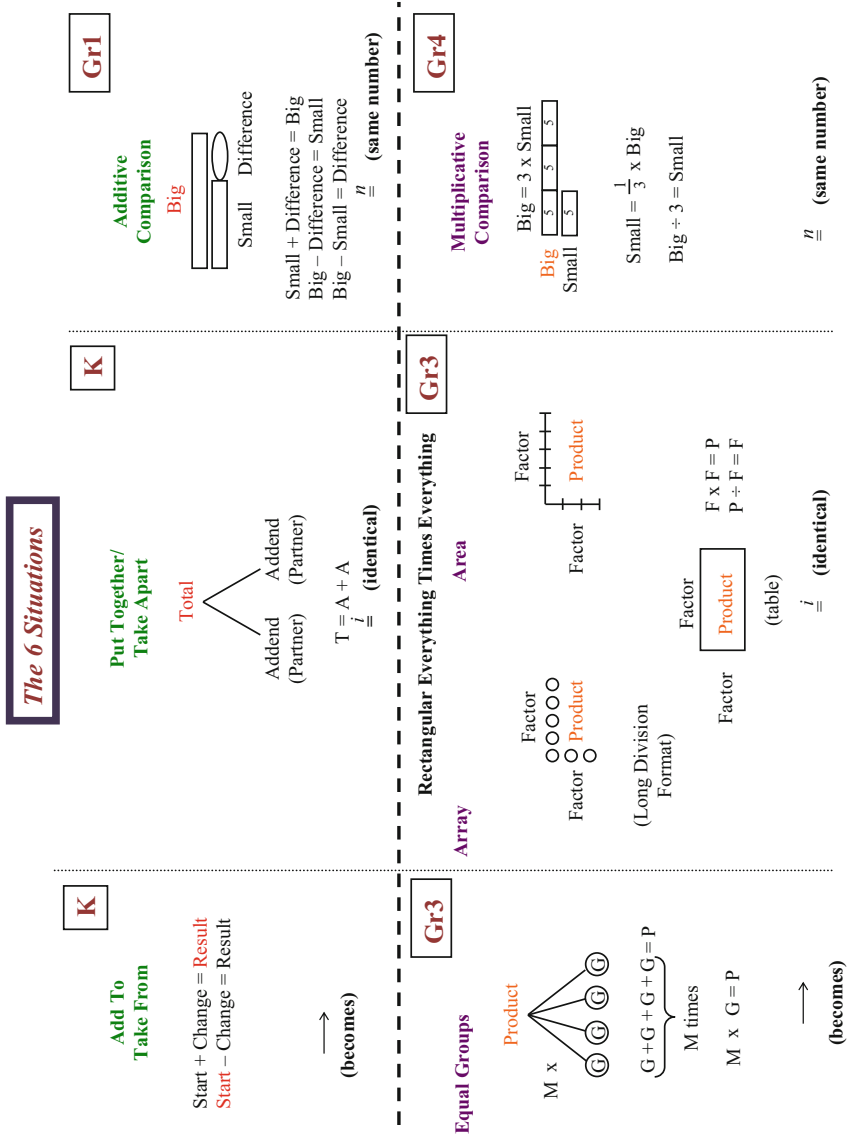 The 6 Situations
K
Add To
Take From
Start + Change = Result
Start – Change = Result
(becomes)
K
Put Together/
Take Apart
Total
Addend Addend
(Partner) (Partner)
T = A + A
i
=
(identical)
Gr1
Additive
Comparison
Big
Small Difference
Small + Difference = Big
Big – Difference = Small
Big – Small = Difference
n
= (same number)
Gr3
Equal Groups
Product
M x
G G G G
G + G + G + G = P
M times
M x G = P
(becomes)
Rectangular Everything Times Everything
Gr3
Array Area
Factor
Factor Product
(Long Division
Format)
Factor
Factor Product
Factor
Factor Product
(table)
F x F = P
P ÷ F = F
i
= (identical)
Gr4
Multiplicative
Comparison
Big = 3 x Small
Big 5 5 5
Small 5
Small = 1/3 x Big
Big ÷ 3 = Small
n
= (same number)